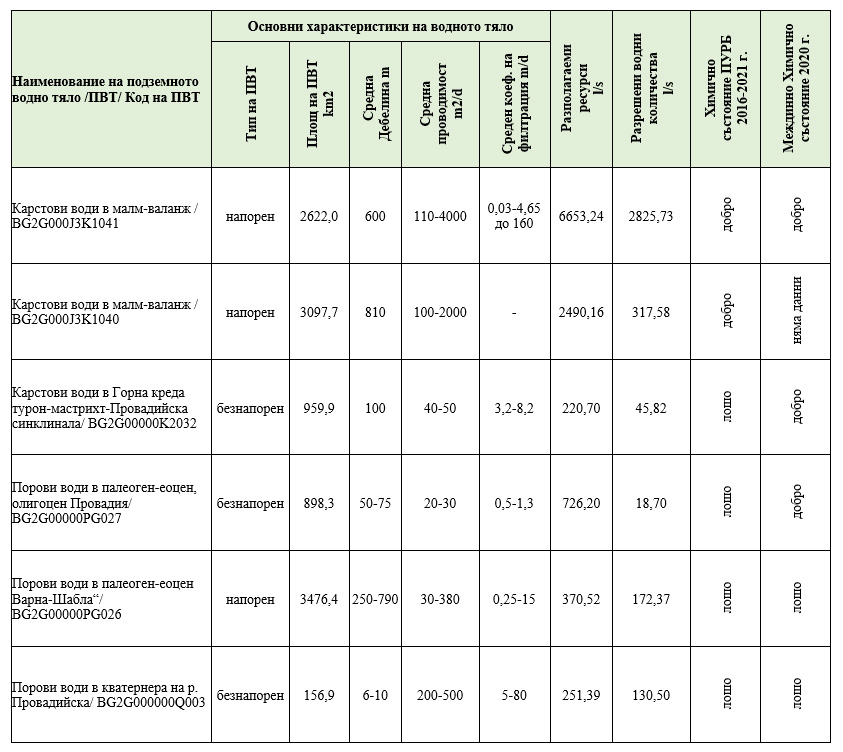 Наименование на подземното
водно тяло /ПВТ/ Код на ПВТ
Основни характеристики на водното тяло
Тип на ПВТ
Площ на ПВТ
km2
Средна
Дебелина m
Средна
проводимост
m2/d
Среден коеф. на
филтрация m/d
Разполагаеми
ресурси
l/s
Разрешени водни
количества
l/s
Химично
състояние ПУРБ
2016-2021 г.
Междинно Химично
състояние 2020 г.
Карстови води в малм-валанж /
BG2G000J3K1041
напорен
2622,0
600
110-4000
0,03-4,65
до 160
6653,24
2825,73
добро
добро
Карстови води в малм-валанж /
BG2G000J3K1040
напорен
3097,7
810
100-2000
-
2490,16
317,58
добро
няма данни
Карстови води в Горна креда
турон-мастрихт-Провадийска
синклинала/ BG2G00000K2032
безнапорен
959,9
100
40-50
3,2-8,2
220,70
45,82
лошо
добро
Порови води в палеоген-еоцен,
олигоцен Провадия/
BG2G00000PG027
безнапорен
898,3
50-75
20-30
0,5-1,3
726,20
18,70
лошо
добро
Порови води в палеоген-еоцен
Варна-Шабла“/
BG2G00000PG026
напорен
3476,4
250-790
30-380
0,25-15
370,52
172,37
лошо
лошо
Порови води в кватернера на р.
Провадийска/ BG2G000000Q003
безнапорен
156,9
6-10
200-500
5-80
251,39
130,50
лошо
лошо